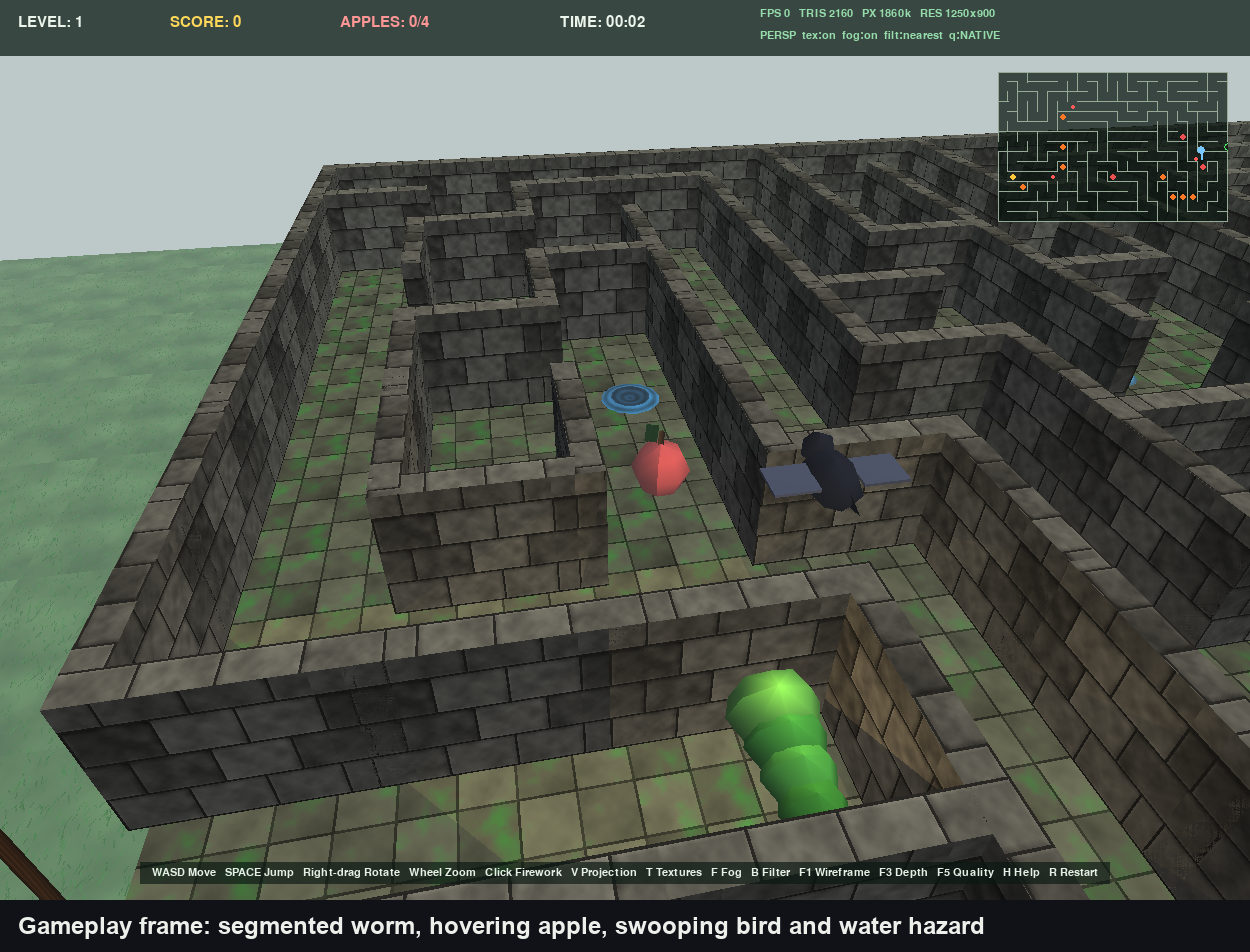 LEVEL: 1 SCORE: 0 APPLES: 0/4 TIME: 00:02
FPS 0 TRIS 2160 PX 1860k RES 1250x900
PERSP tex:on fog:on filt:nearest q:NATIVE
WASD Move SPACE Jump Right-drag Rotate Wheel Zoom Click Firework V Projection T Textures F Fog B Filter F1 Wireframe F3 Depth F5 Quality H Help R Restart
Gameplay frame: segmented worm, hovering apple, swooping bird and water hazard